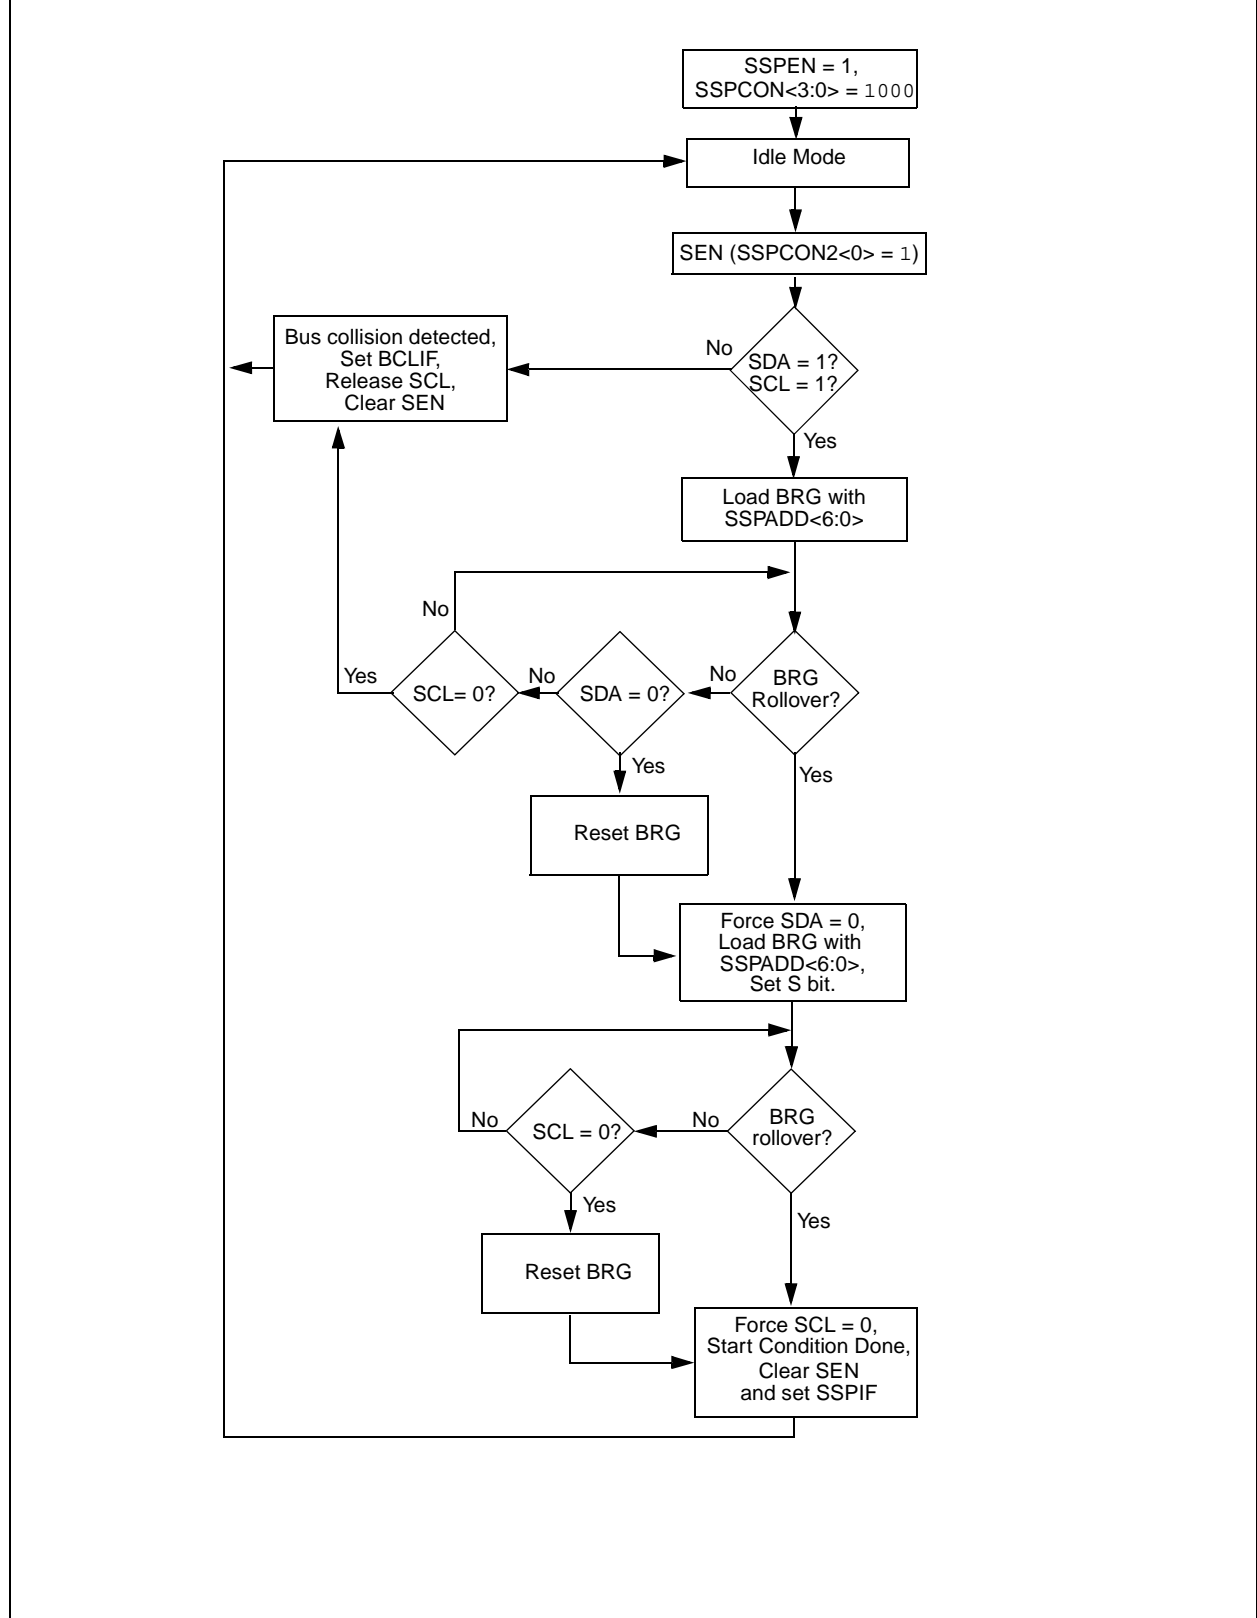 SSPEN = 1,
SSPCON<3:0> = 1000
Idle Mode
SEN (SSPCON2<0> = 1)
Bus collision detected,
Set BCLIF,
Release SCL,
Clear SEN
No
SDA = 1?
SCL = 1?
Yes
Load BRG with
SSPADD<6:0>
No
Yes
SCL= 0?
No
SDA = 0?
No
BRG
Rollover?
Yes
Yes
Reset BRG
Force SDA = 0,
Load BRG with
SSPADD<6:0>,
Set S bit.
No
SCL = 0?
No
BRG
rollover?
Yes
Yes
Reset BRG
Force SCL = 0,
Start Condition Done,
Clear SEN
and set SSPIF